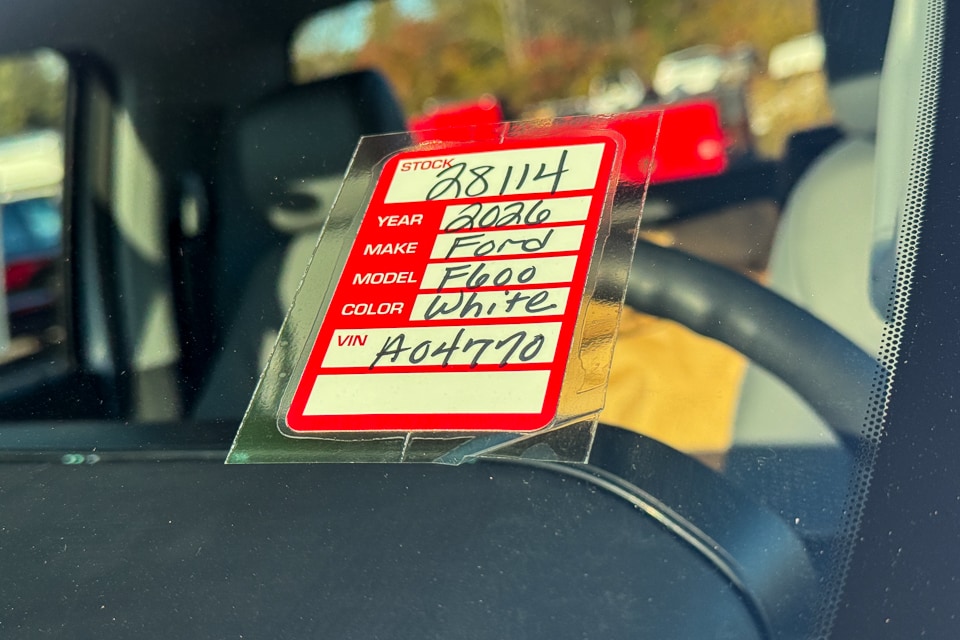 STOCK 28114
YEAR 2026
MAKE Ford
MODEL F600
COLOR White
VIN A04770